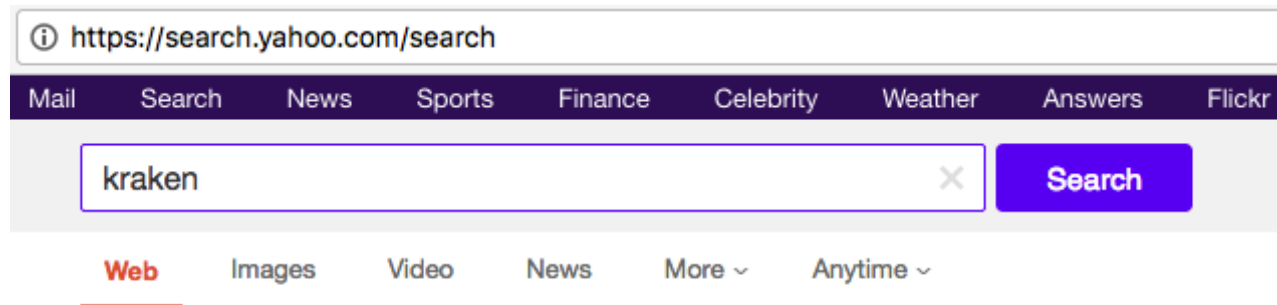 https://search.yahoo.com/search
Mail Search News Sports Finance Celebrity Weather Answers Flickr
kraken Search
Web Images Video News More Anytime